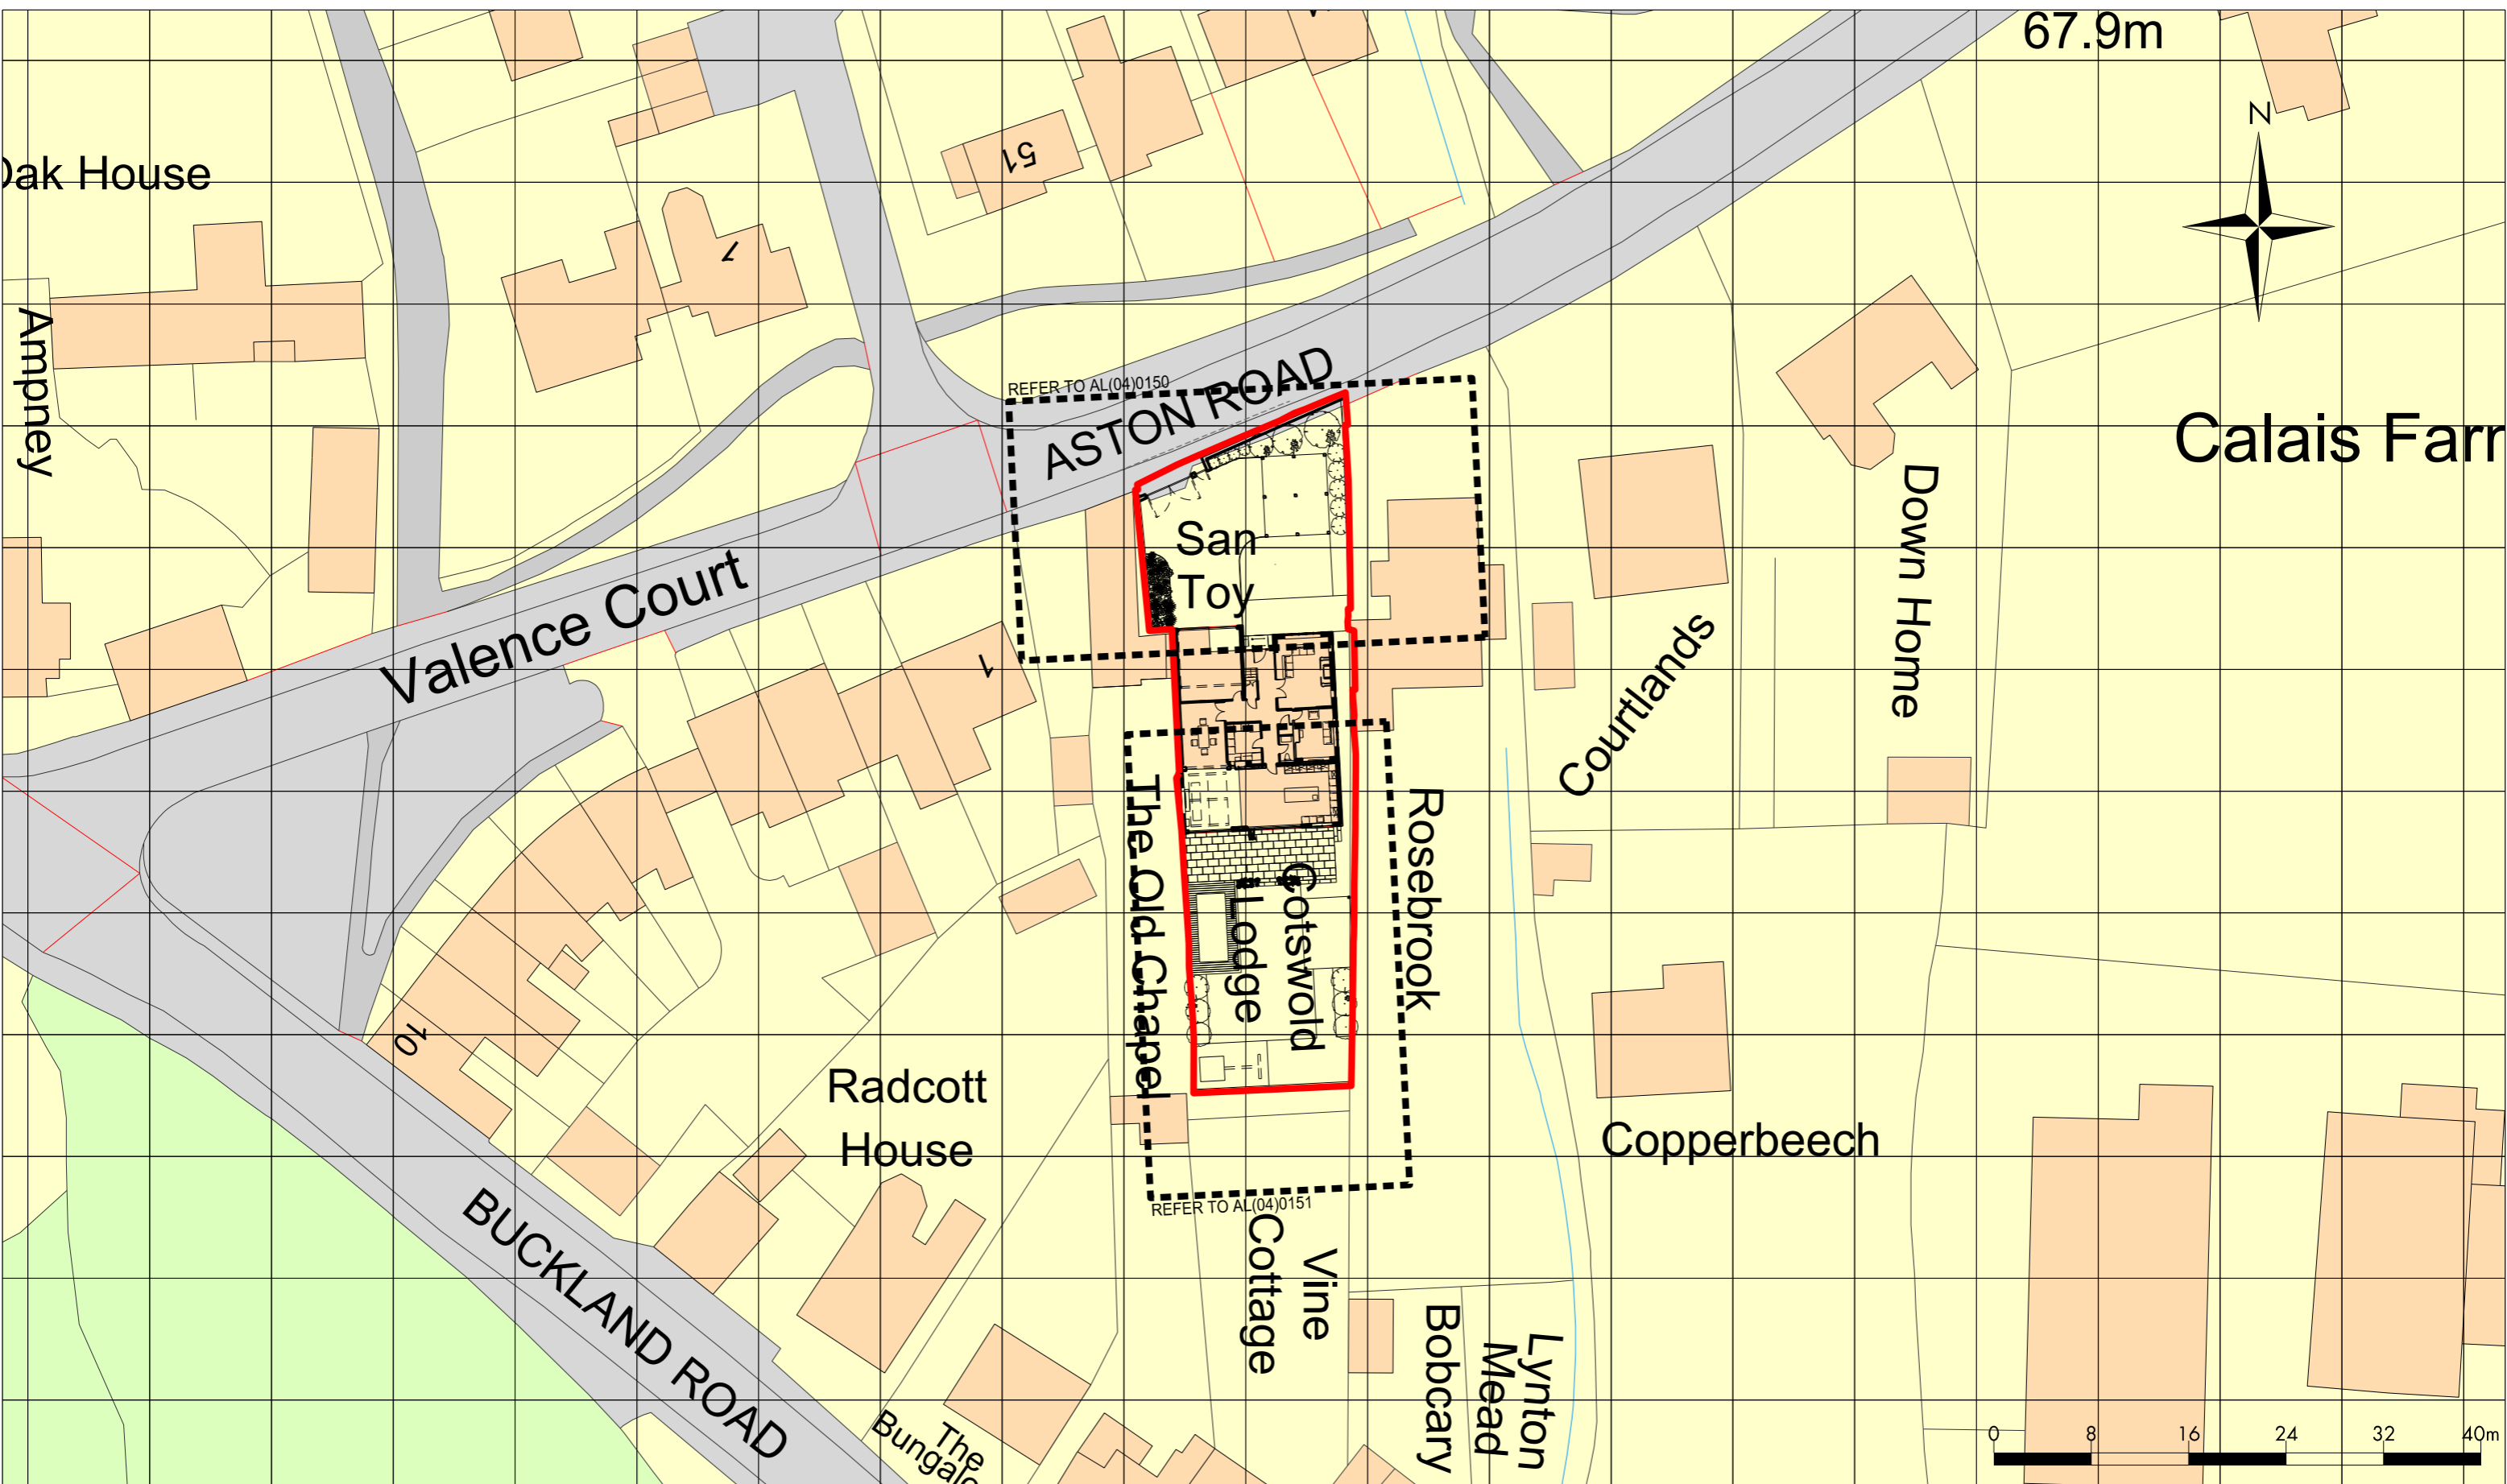 67.9m
N
51
Oak House
1
Ampney
REFER TO AL(04)0150
ASTON ROAD
Calais Farm
Down Home
San
Toy
Valence Court
1
Courtlands
The Old Chapel
Rosebrook
Cotswold
Lodge
10
Radcott
House
Copperbeech
BUCKLAND ROAD
REFER TO AL(04)0151
Vine
Cottage
Bobcary
Lynton
Mead
The
Bungalo
0 8 16 24 32 40m